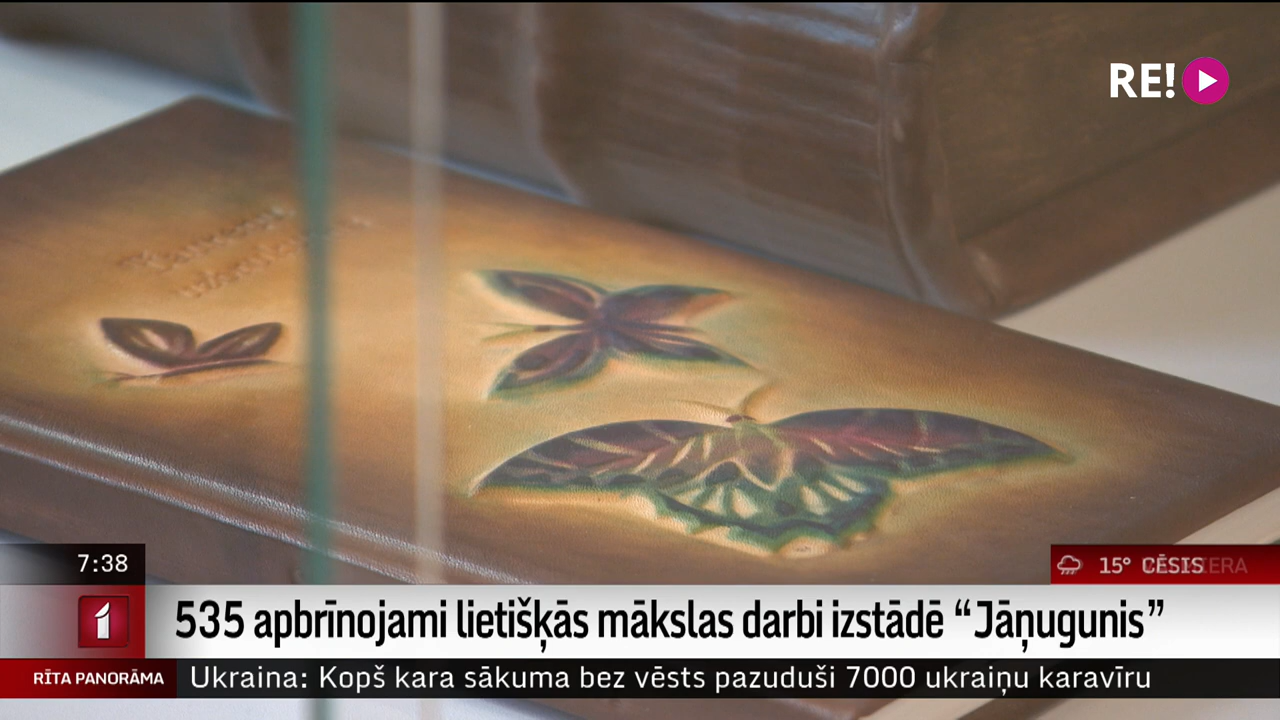 RE!
7:38
15° CĒSIS
1
535 apbrīnojami lietišķās mākslas darbi izstādē “Jāņugunis”
RĪTA PANORĀMA
Ukraina: Kopš kara sākuma bez vēsts pazuduši 7000 ukraiņu karavīru